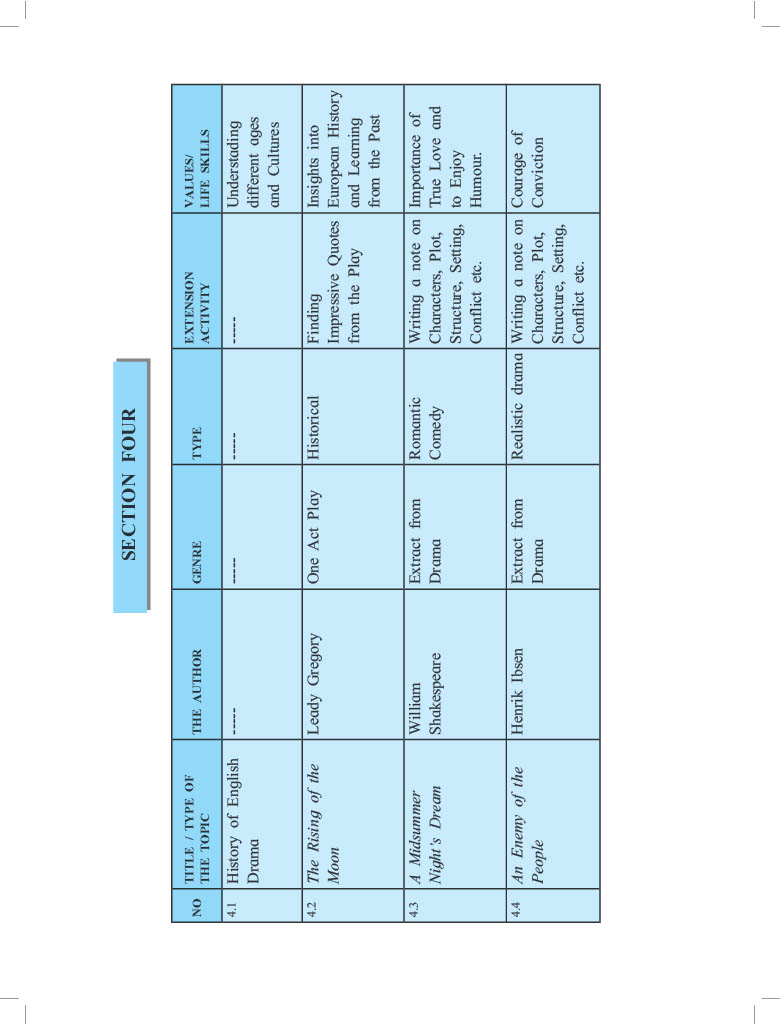 SECTION FOUR
NO
TITLE / TYPE OF
THE TOPIC
THE AUTHOR
GENRE
TYPE
EXTENSION
ACTIVITY
VALUES/
LIFE SKILLS
4.1
History of English
Drama
-----
-----
-----
-----
Understading
different ages
and Cultures
4.2
The Rising of the
Moon
Leady Gregory
One Act Play
Historical
Finding
Impressive Quotes
from the Play
Insights into
European History
and Learning
from the Past
4.3
A Midsummer
Night's Dream
William
Shakespeare
Extract from
Drama
Romantic
Comedy
Writing a note on
Characters, Plot,
Structure, Setting,
Conflict etc.
Importance of
True Love and
to Enjoy
Humour.
4.4
An Enemy of the
People
Henrik Ibsen
Extract from
Drama
Realistic drama
Writing a note on
Characters, Plot,
Structure, Setting,
Conflict etc.
Courage of
Conviction